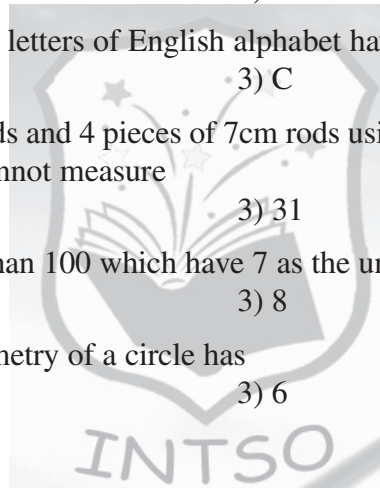 letters of English alphabet ha
3) C
ds and 4 pieces of 7cm rods usi
nnot measure
3) 31
han 100 which have 7 as the u
3) 8
metry of a circle has
3) 6
INTSO